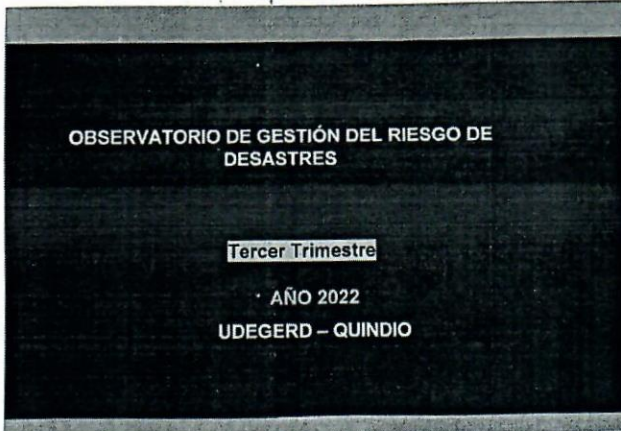 OBSERVATORIO DE GESTIÓN DEL RIESGO DE
DESASTRES
Tercer Trimestre
AÑO 2022
UDEGERD – QUINDIO